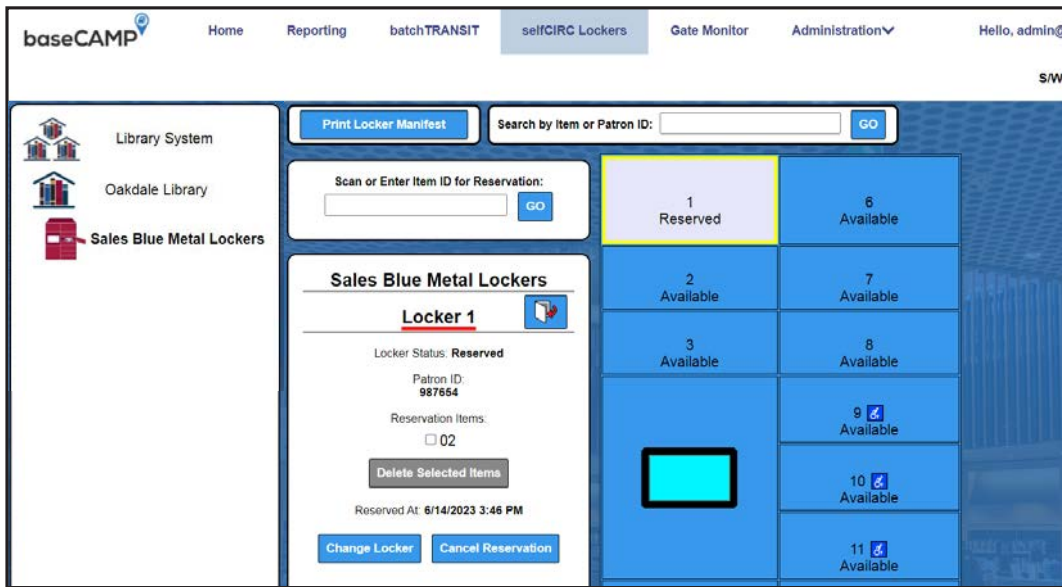 baseCAMP
Home Reporting batchTRANSIT selfCIRC Lockers Gate Monitor Administration Hello, admin@
S/W
Library System
Oakdale Library
Sales Blue Metal Lockers
Print Locker Manifest
Search by Item or Patron ID:
GO
Scan or Enter Item ID for Reservation:
GO
Sales Blue Metal Lockers
Locker 1
Locker Status: Reserved
Patron ID:
987654
Reservation Items:
02
Delete Selected Items
Reserved At: 6/14/2023 3:46 PM
Change Locker
Cancel Reservation
1
Reserved
2
Available
3
Available
6
Available
7
Available
8
Available
9
Available
10
Available
11
Available